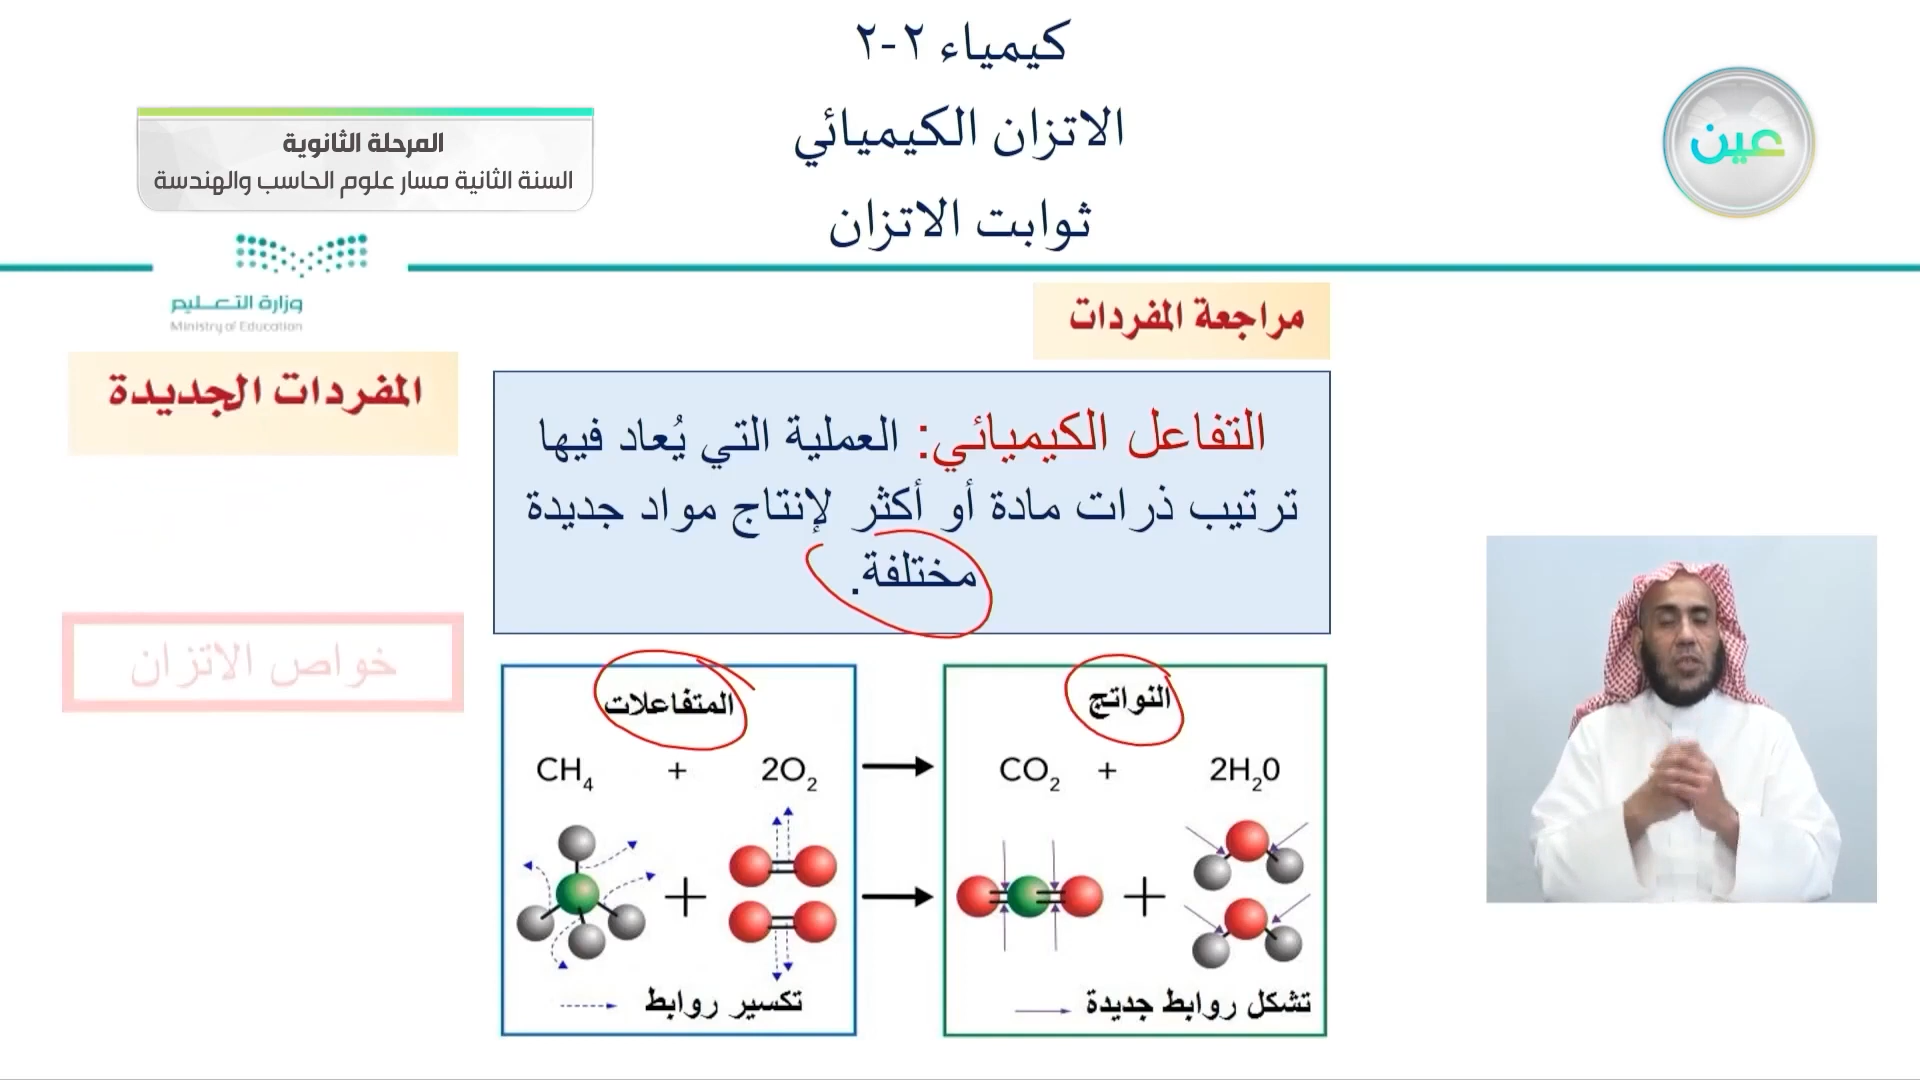 كيمياء ٢-٢
الاتزان الكيميائي
ثوابت الاتزان
عين
المرحلة الثانوية
السنة الثانية مسار علوم الحاسب والهندسة
وزارة التعليم
Ministry of Education
مراجعة المفردات
التفاعل الكيميائي: العملية التي يُعاد فيها
ترتيب ذرات مادة أو أكثر لإنتاج مواد جديدة
مختلفة.
المفردات الجديدة
خواص الاتزان
المتفاعلات
النواتج
CH₄ + 2O₂ → CO₂ + 2H₂0
تكسير روابط
تشكل روابط جديدة